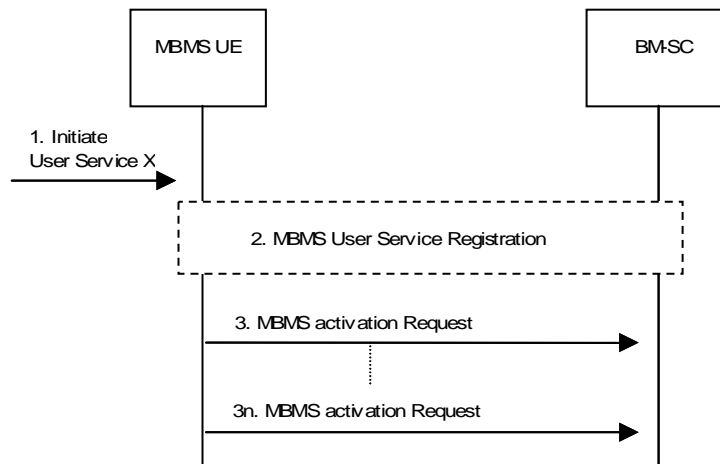 MBMS UE
BM-SC
1. Initiate
User Service X
2. MBMS User Service Registration
3. MBMS activation Request
3n. MBMS activation Request